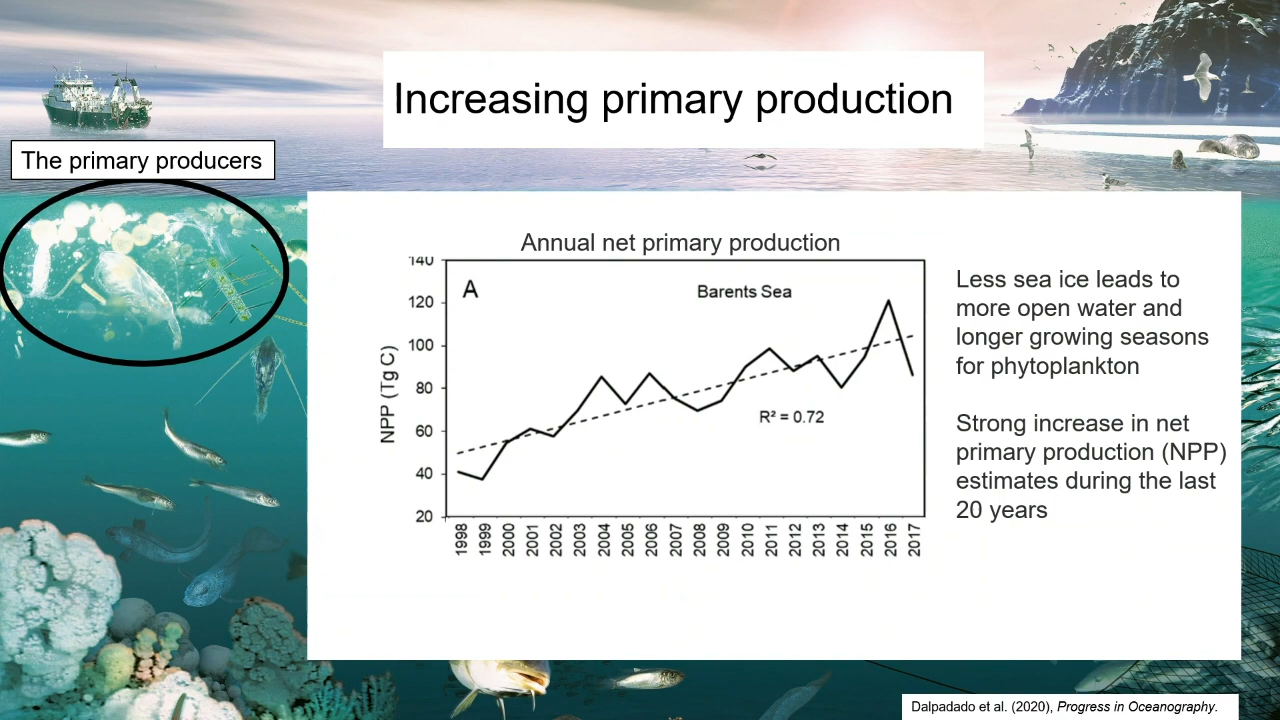 Increasing primary production
The primary producers
Annual net primary production
A
Barents Sea
R² = 0.72
NPP (Tg C)
140
120
100
80
60
40
20
1998
1999
2000
2001
2002
2003
2004
2005
2006
2007
2008
2009
2010
2011
2012
2013
2014
2015
2016
2017
Less sea ice leads to
more open water and
longer growing seasons
for phytoplankton
Strong increase in net
primary production (NPP)
estimates during the last
20 years
Dalpadado et al. (2020), Progress in Oceanography.